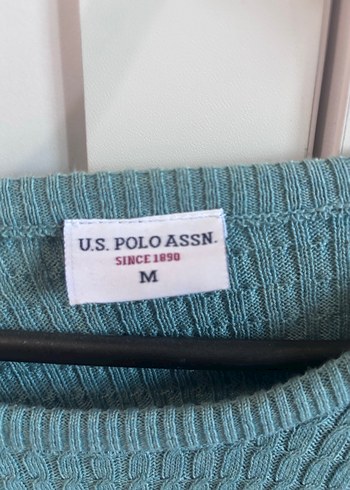 U.S. POLO ASSN.
SINCE 1890
M